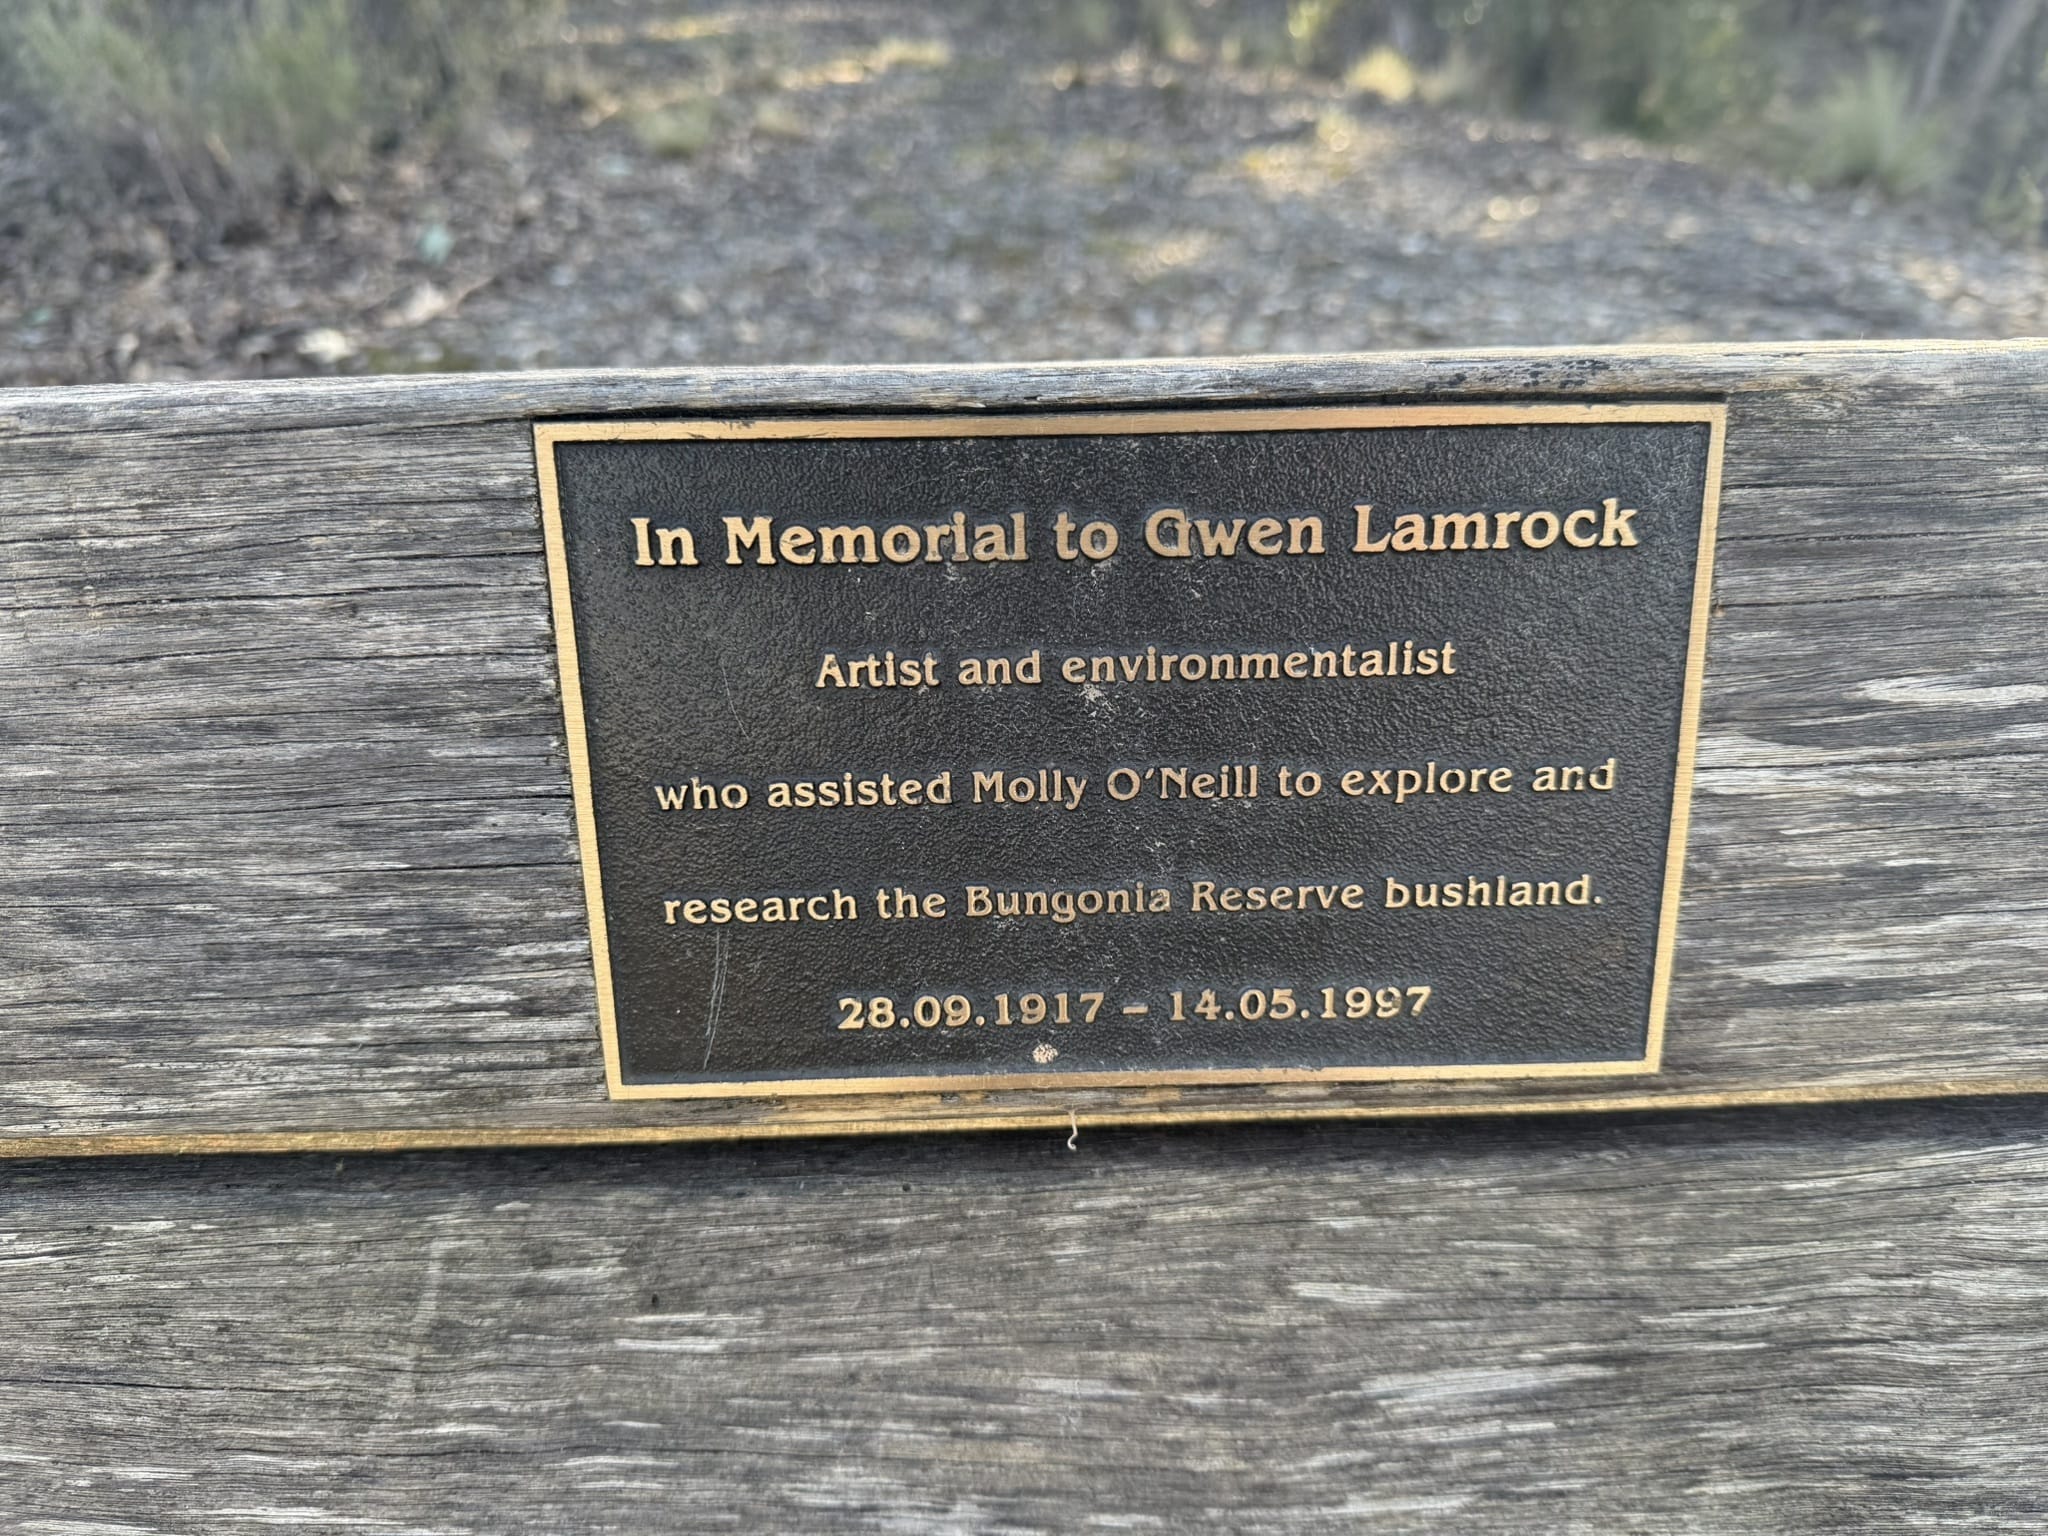 In Memorial to Gwen Lamrock
Artist and environmentalist
who assisted Molly O'Neill to explore and
research the Bungonia Reserve bushland.
28.09.1917 – 14.05.1997